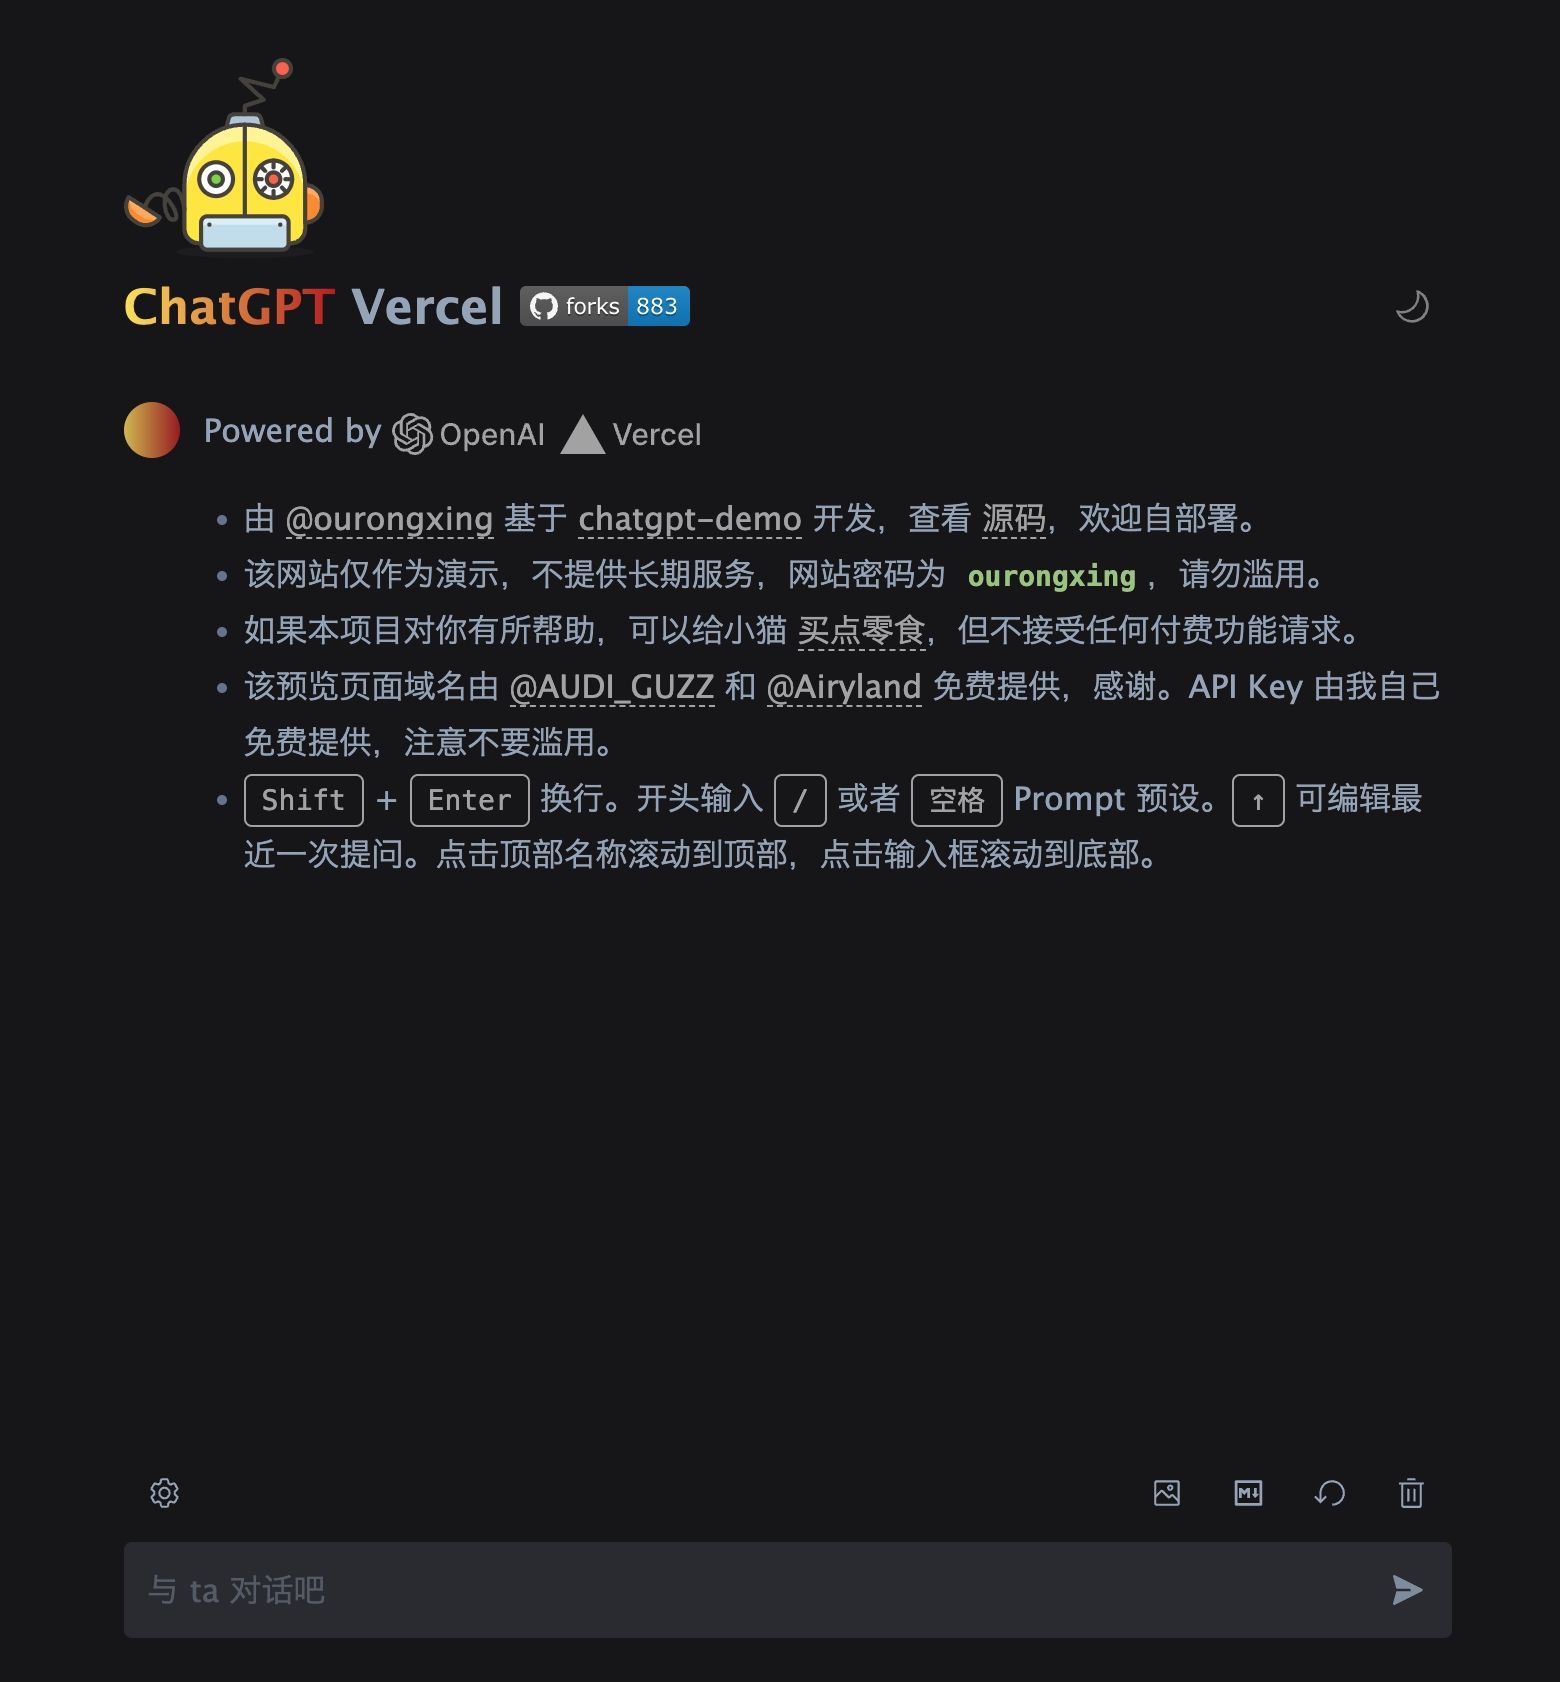 ChatGPT Vercel forks 883
Powered by OpenAI Vercel
由 @ourongxing 基于 chatgpt-demo 开发，查看 源码，欢迎自部署。
该网站仅作为演示，不提供长期服务，网站密码为 ourongxing ，请勿滥用。
如果本项目对你有所帮助，可以给小猫 买点零食，但不接受任何付费功能请求。
该预览页面域名由 @AUDI_GUZZ 和 @Airyland 免费提供，感谢。API Key 由我自己
免费提供，注意不要滥用。
Shift + Enter 换行。开头输入 / 或者 空格 Prompt 预设。↑ 可编辑最
近一次提问。点击顶部名称滚动到顶部，点击输入框滚动到底部。
M↓
与 ta 对话吧